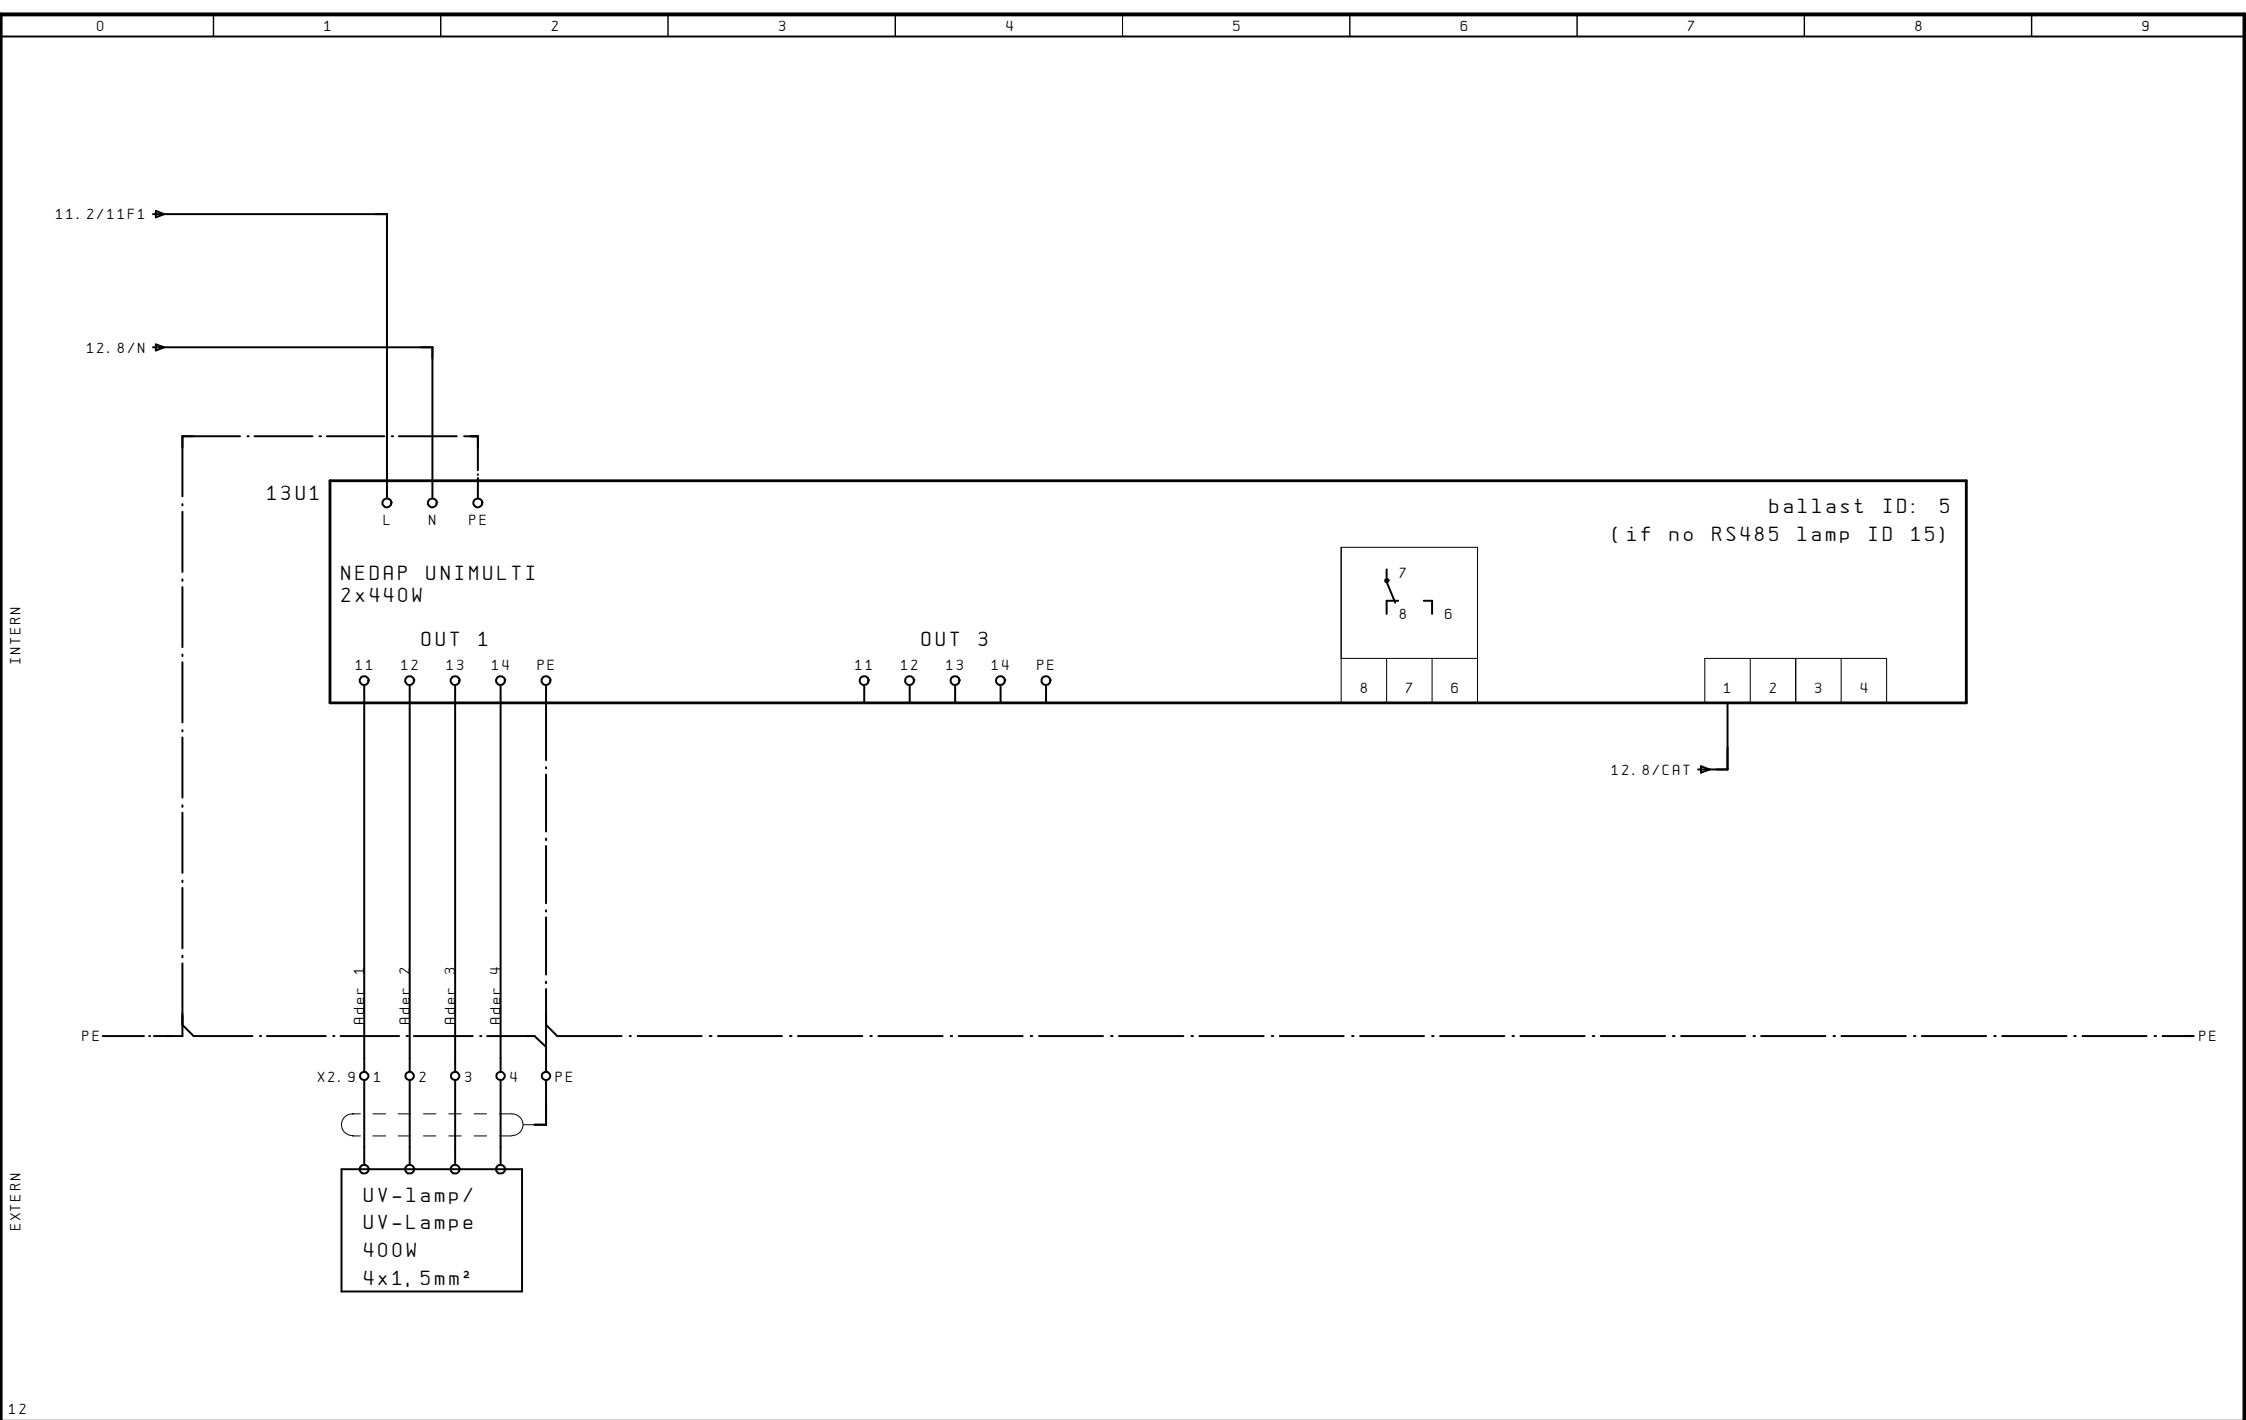 0 1 2 3 4 5 6 7 8 9
11.2/11F1
12.8/N
13U1
L N PE
ballast ID: 5
(if no RS485 lamp ID 15)
NEDAP UNIMULTI
2x440W
7
8 6
INTERN
OUT 1 OUT 3
11 12 13 14 PE 11 12 13 14 PE
8 7 6 1 2 3 4
12.8/CAT
Ader 1 Ader 2 Ader 3 Ader 4
PE PE
X2.9 1 2 3 4 PE
EXTERN
UV-lamp/
UV-Lampe
400W
4x1,5mm²
12